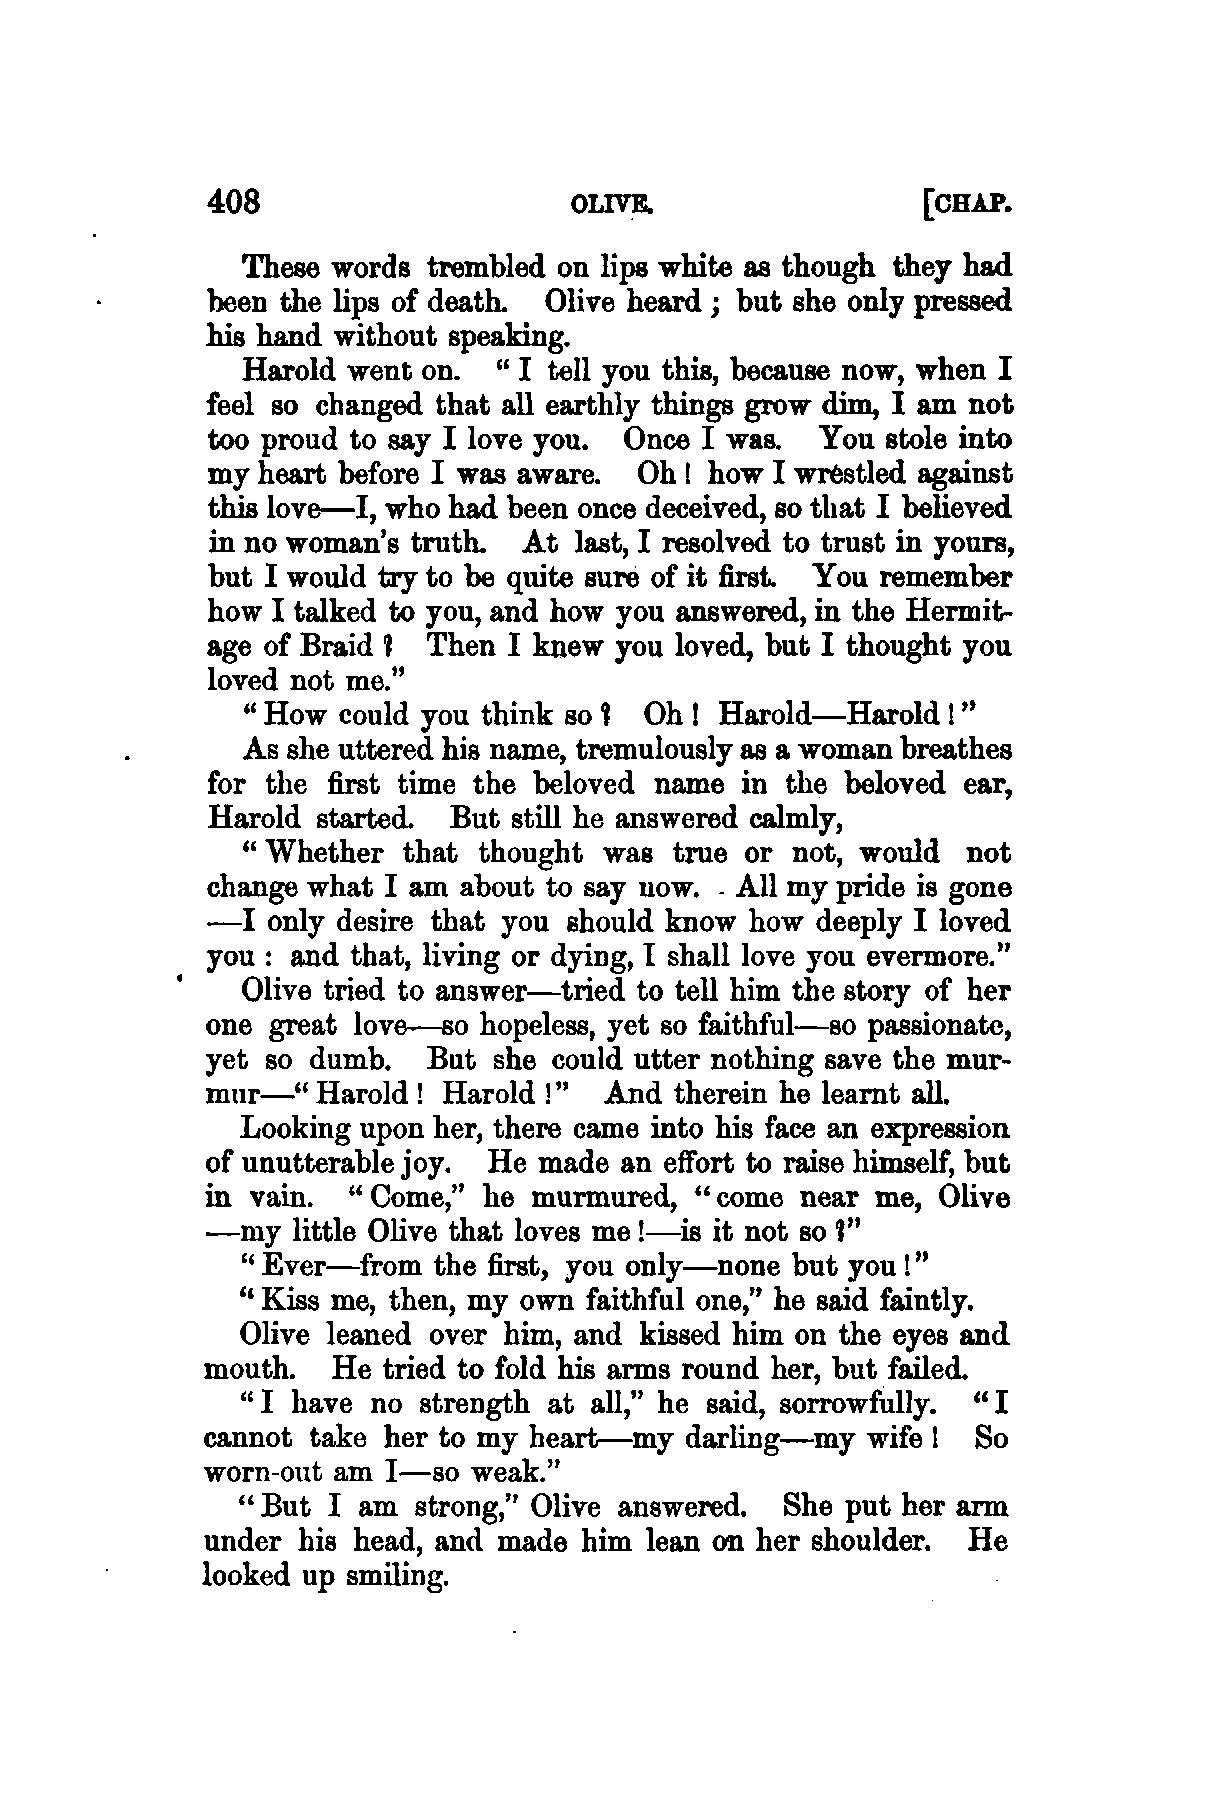 408 OLIVE. [CHAP.
These words trembled on lips white as though they had
been the lips of death. Olive heard ; but she only pressed
his hand without speaking.
Harold went on. “ I tell you this, because now, when I
feel so changed that all earthly things grow dim, I am not
too proud to say I love you. Once I was. You stole into
my heart before I was aware. Oh ! how I wrestled against
this love—I, who had been once deceived, so that I believed
in no woman’s truth. At last, I resolved to trust in yours,
but I would try to be quite sure of it first. You remember
how I talked to you, and how you answered, in the Hermit-
age of Braid ? Then I knew you loved, but I thought you
loved not me.”
“ How could you think so ? Oh ! Harold—Harold ! ”
As she uttered his name, tremulously as a woman breathes
for the first time the beloved name in the beloved ear,
Harold started. But still he answered calmly,
“ Whether that thought was true or not, would not
change what I am about to say now. All my pride is gone
—I only desire that you should know how deeply I loved
you : and that, living or dying, I shall love you evermore.”
Olive tried to answer—tried to tell him the story of her
one great love—so hopeless, yet so faithful—so passionate,
yet so dumb. But she could utter nothing save the mur-
mur—“ Harold ! Harold !” And therein he learnt all.
Looking upon her, there came into his face an expression
of unutterable joy. He made an effort to raise himself, but
in vain. “ Come,” he murmured, “ come near me, Olive
—my little Olive that loves me !—is it not so ?”
“ Ever—from the first, you only—none but you ! ”
“ Kiss me, then, my own faithful one,” he said faintly.
Olive leaned over him, and kissed him on the eyes and
mouth. He tried to fold his arms round her, but failed.
“ I have no strength at all,” he said, sorrowfully. “ I
cannot take her to my heart—my darling—my wife ! So
worn-out am I—so weak.”
“ But I am strong,” Olive answered. She put her arm
under his head, and made him lean on her shoulder. He
looked up smiling.